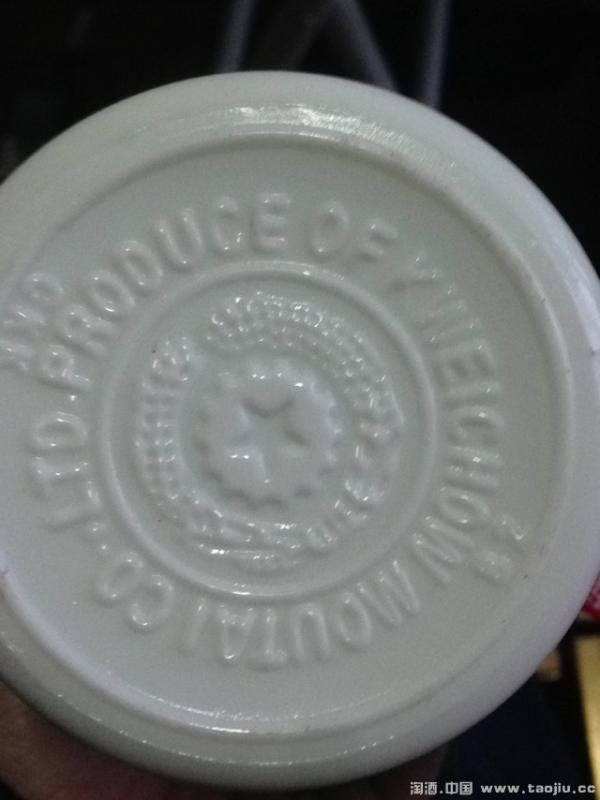 PRODUCE OF KWEICHOW MOUTAI CO.,LTD.
淘酒.中国 www.taojiu.cc